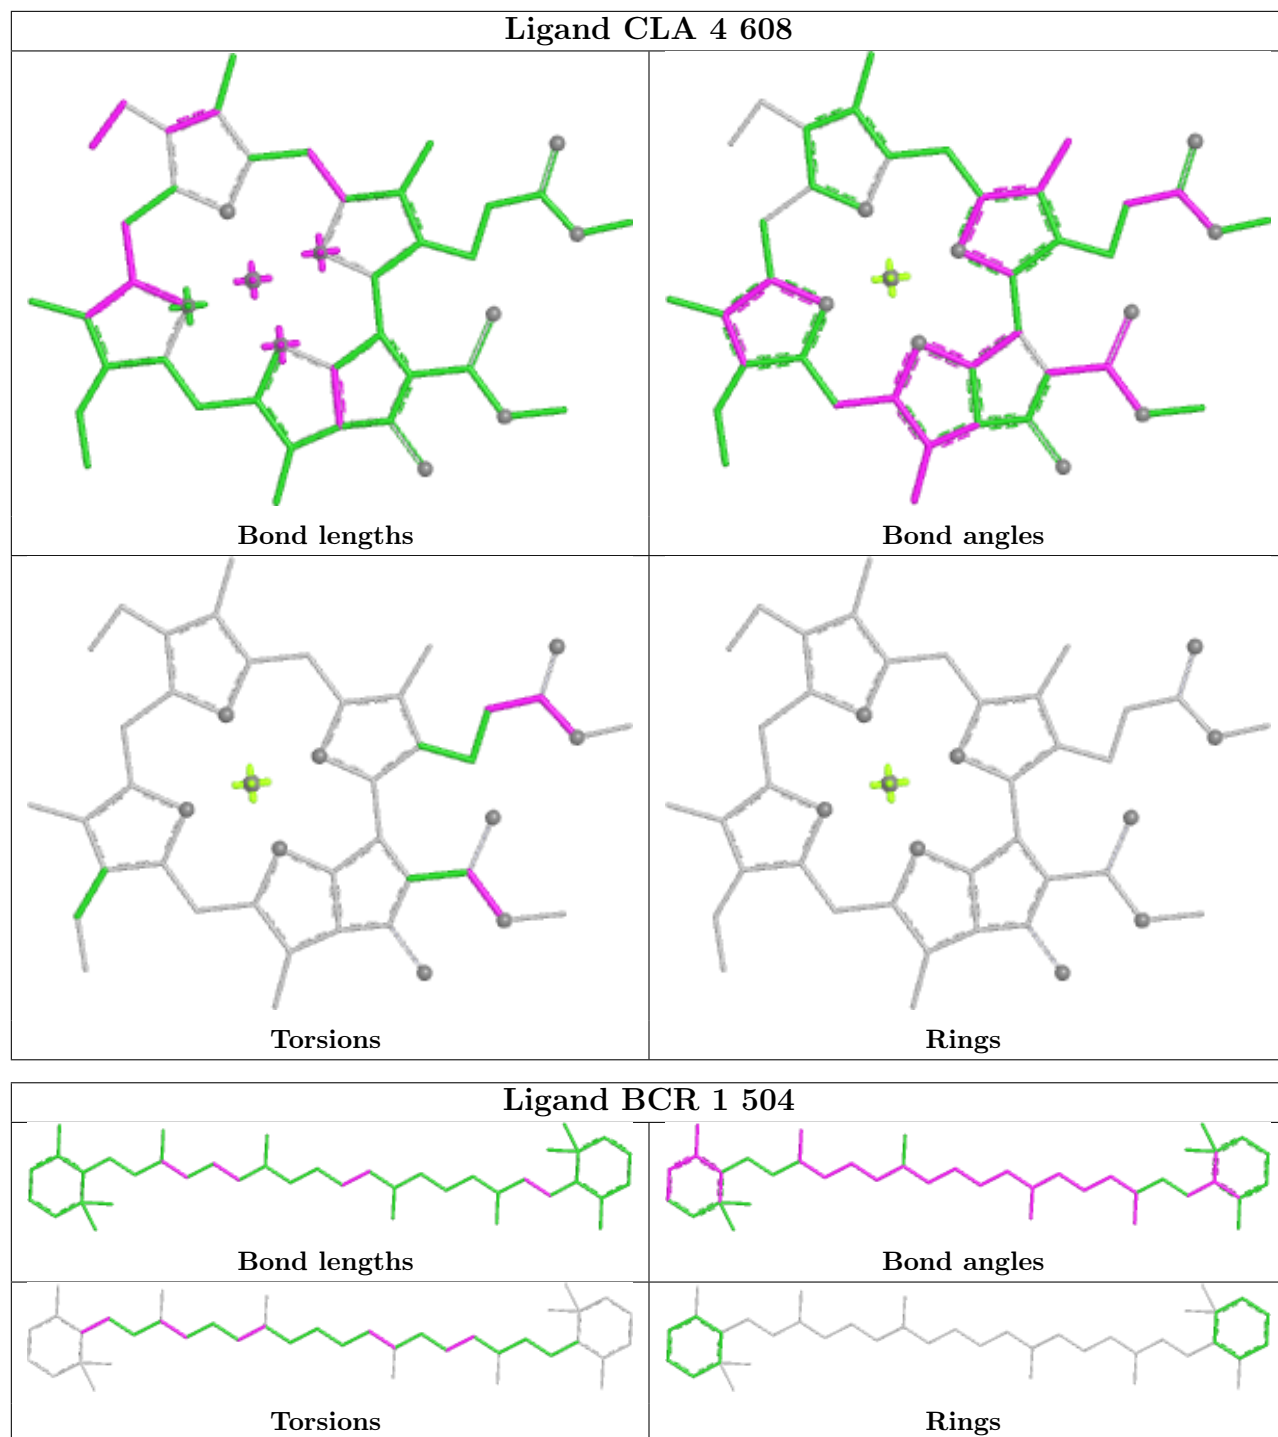 Ligand CLA 4 608
Bond lengths
Bond angles
Torsions
Rings
Ligand BCR 1 504
Bond lengths
Bond angles
Torsions
Rings